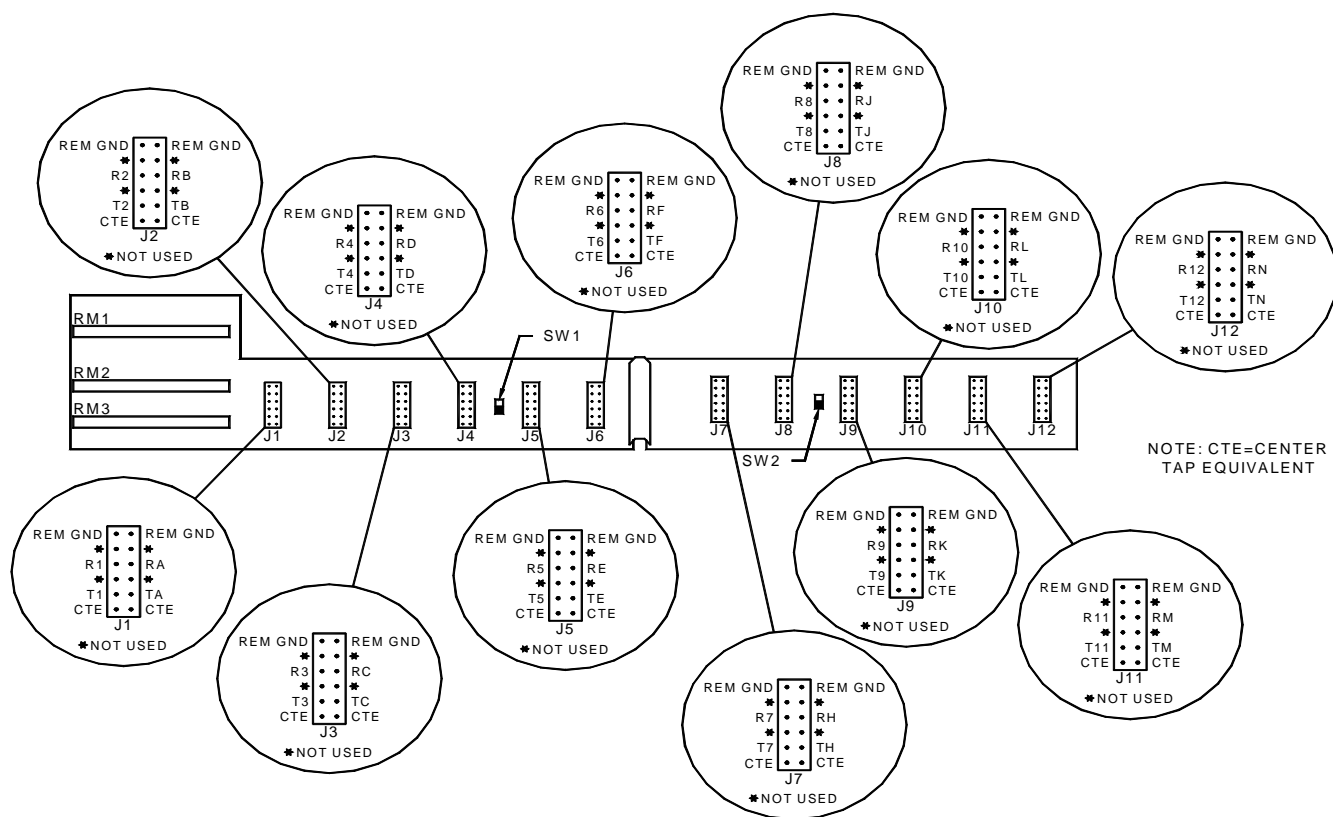 REM GND REM GND
R8 RJ
T8 TJ
CTE CTE
J8
*NOT USED
REM GND REM GND
R2 RB
T2 TB
CTE CTE
J2
*NOT USED
REM GND REM GND
R4 RD
T4 TD
CTE CTE
J4
*NOT USED
REM GND REM GND
R6 RF
T6 TF
CTE CTE
J6
*NOT USED
REM GND REM GND
R10 RL
T10 TL
CTE CTE
J10
*NOT USED
REM GND REM GND
R12 RN
T12 TN
CTE CTE
J12
*NOT USED
RM1
RM2
RM3
SW1
J1 J2 J3 J4 J5 J6 J7 J8 J9 J10 J11 J12
SW2
NOTE: CTE=CENTER
TAP EQUIVALENT
REM GND REM GND
R1 RA
T1 TA
CTE CTE
J1
*NOT USED
REM GND REM GND
R3 RC
T3 TC
CTE CTE
J3
*NOT USED
REM GND REM GND
R5 RE
T5 TE
CTE CTE
J5
*NOT USED
REM GND REM GND
R7 RH
T7 TH
CTE CTE
J7
*NOT USED
REM GND REM GND
R9 RK
T9 TK
CTE CTE
J9
*NOT USED
REM GND REM GND
R11 RM
T11 TM
CTE CTE
J11
*NOT USED